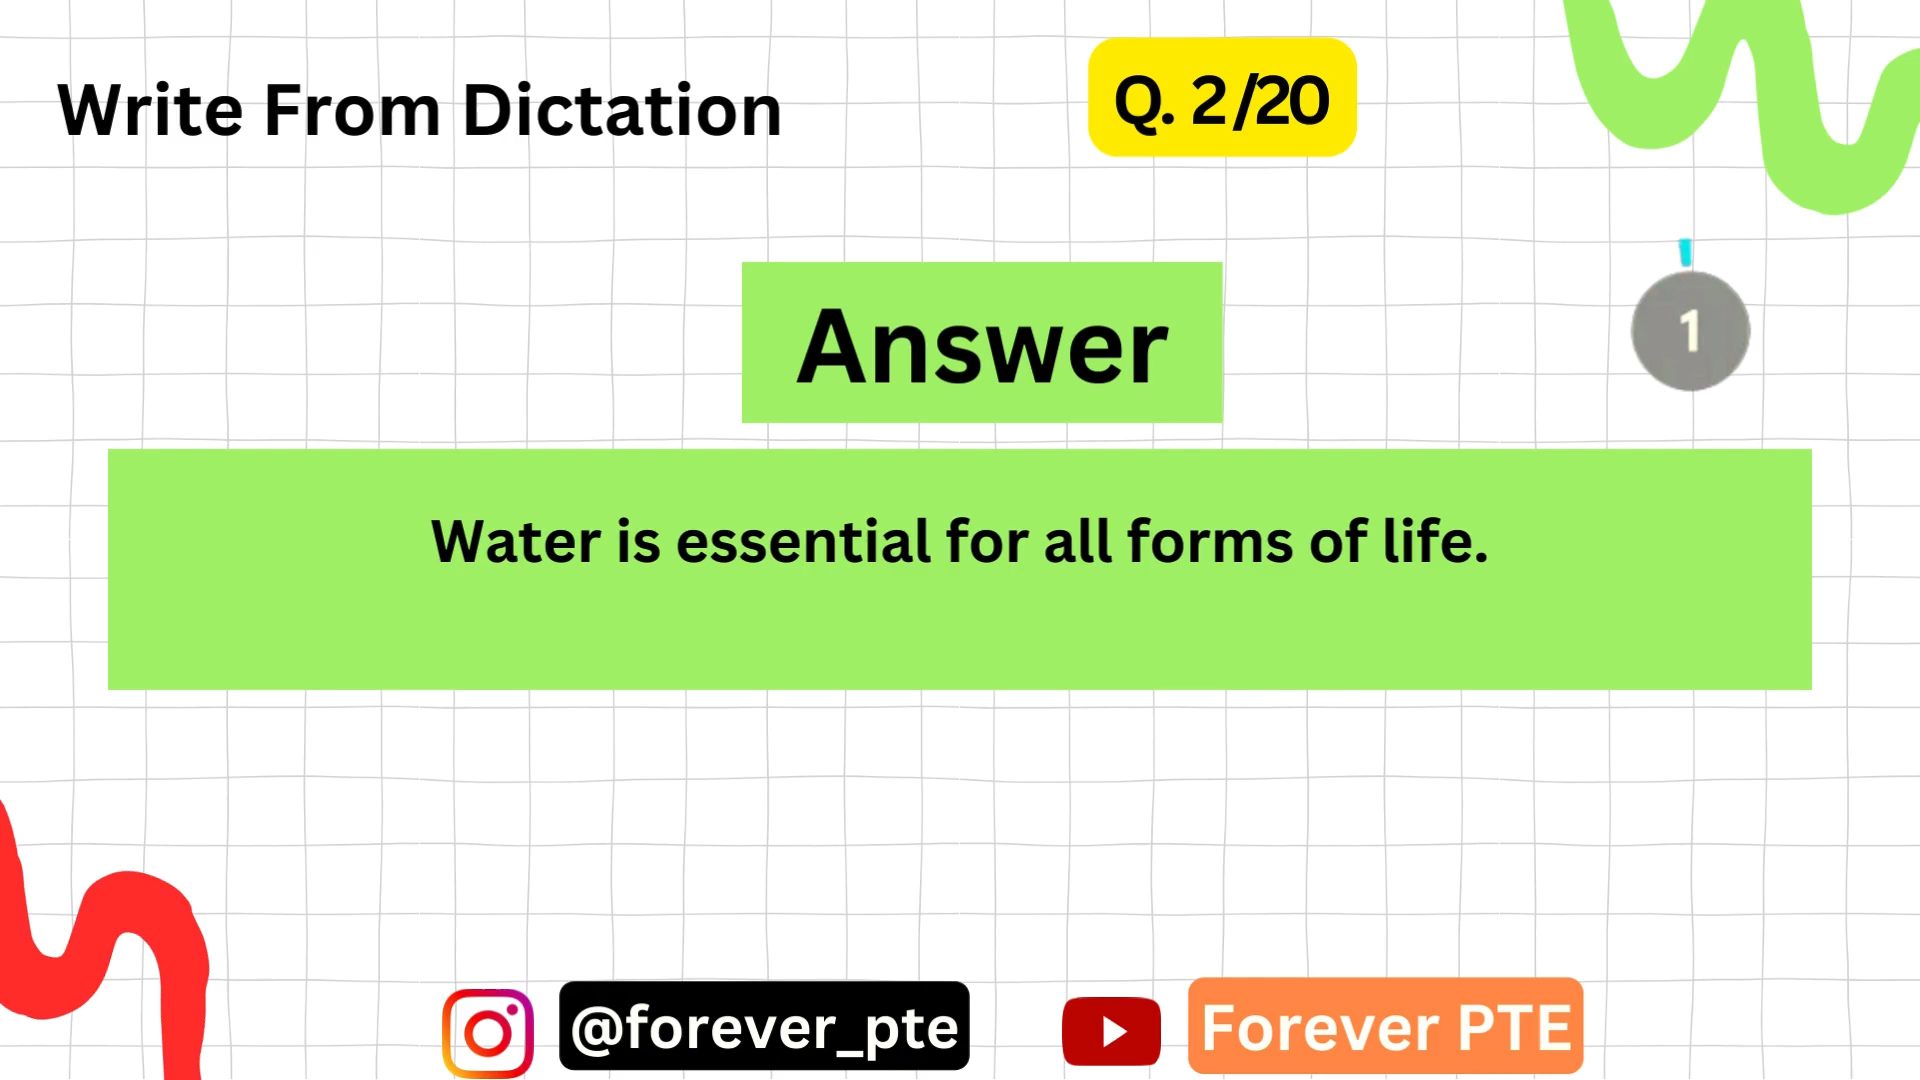 Write From Dictation
Q. 2/20
Answer
1
Water is essential for all forms of life.
@forever_pte
Forever PTE